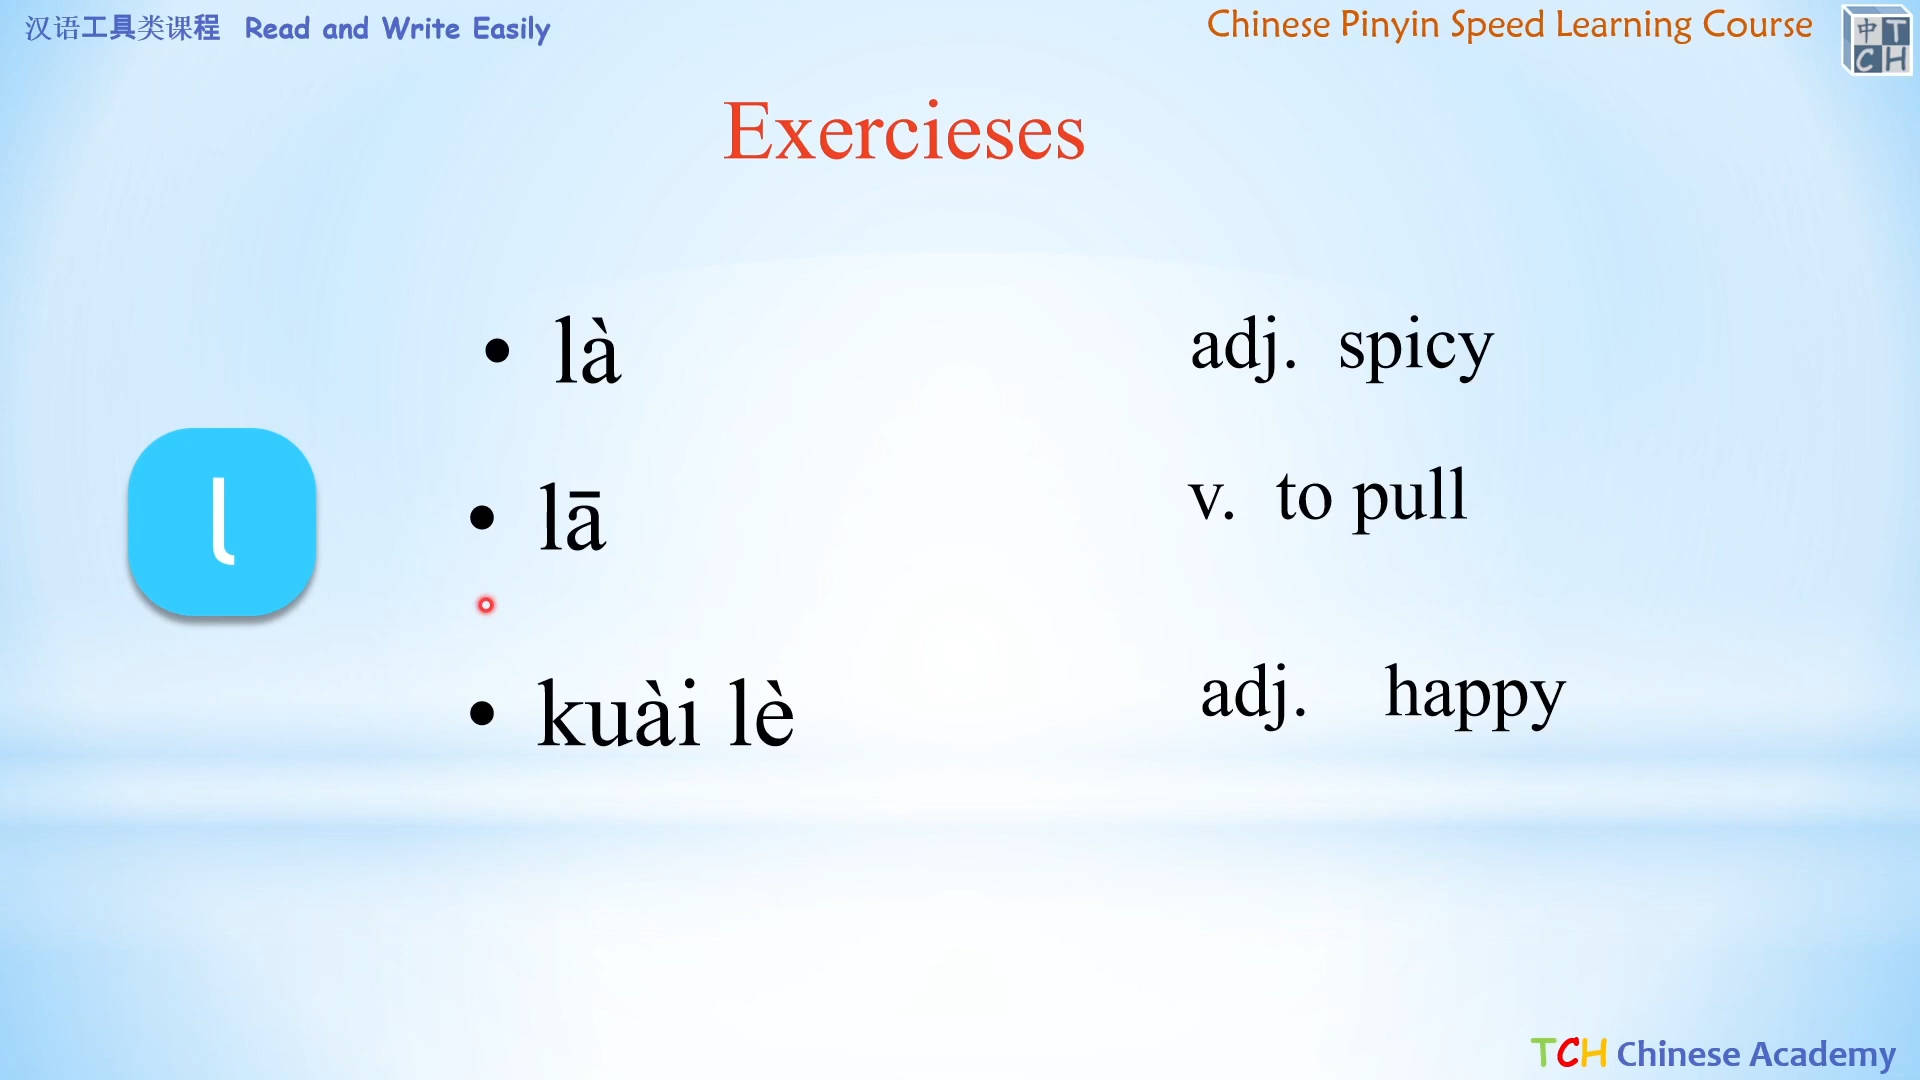 汉语工具类课程 Read and Write Easily
Chinese Pinyin Speed Learning Course
中T
CH
Exercieses
• là adj. spicy
l
• lā v. to pull
• kuài lè adj. happy
TCH Chinese Academy